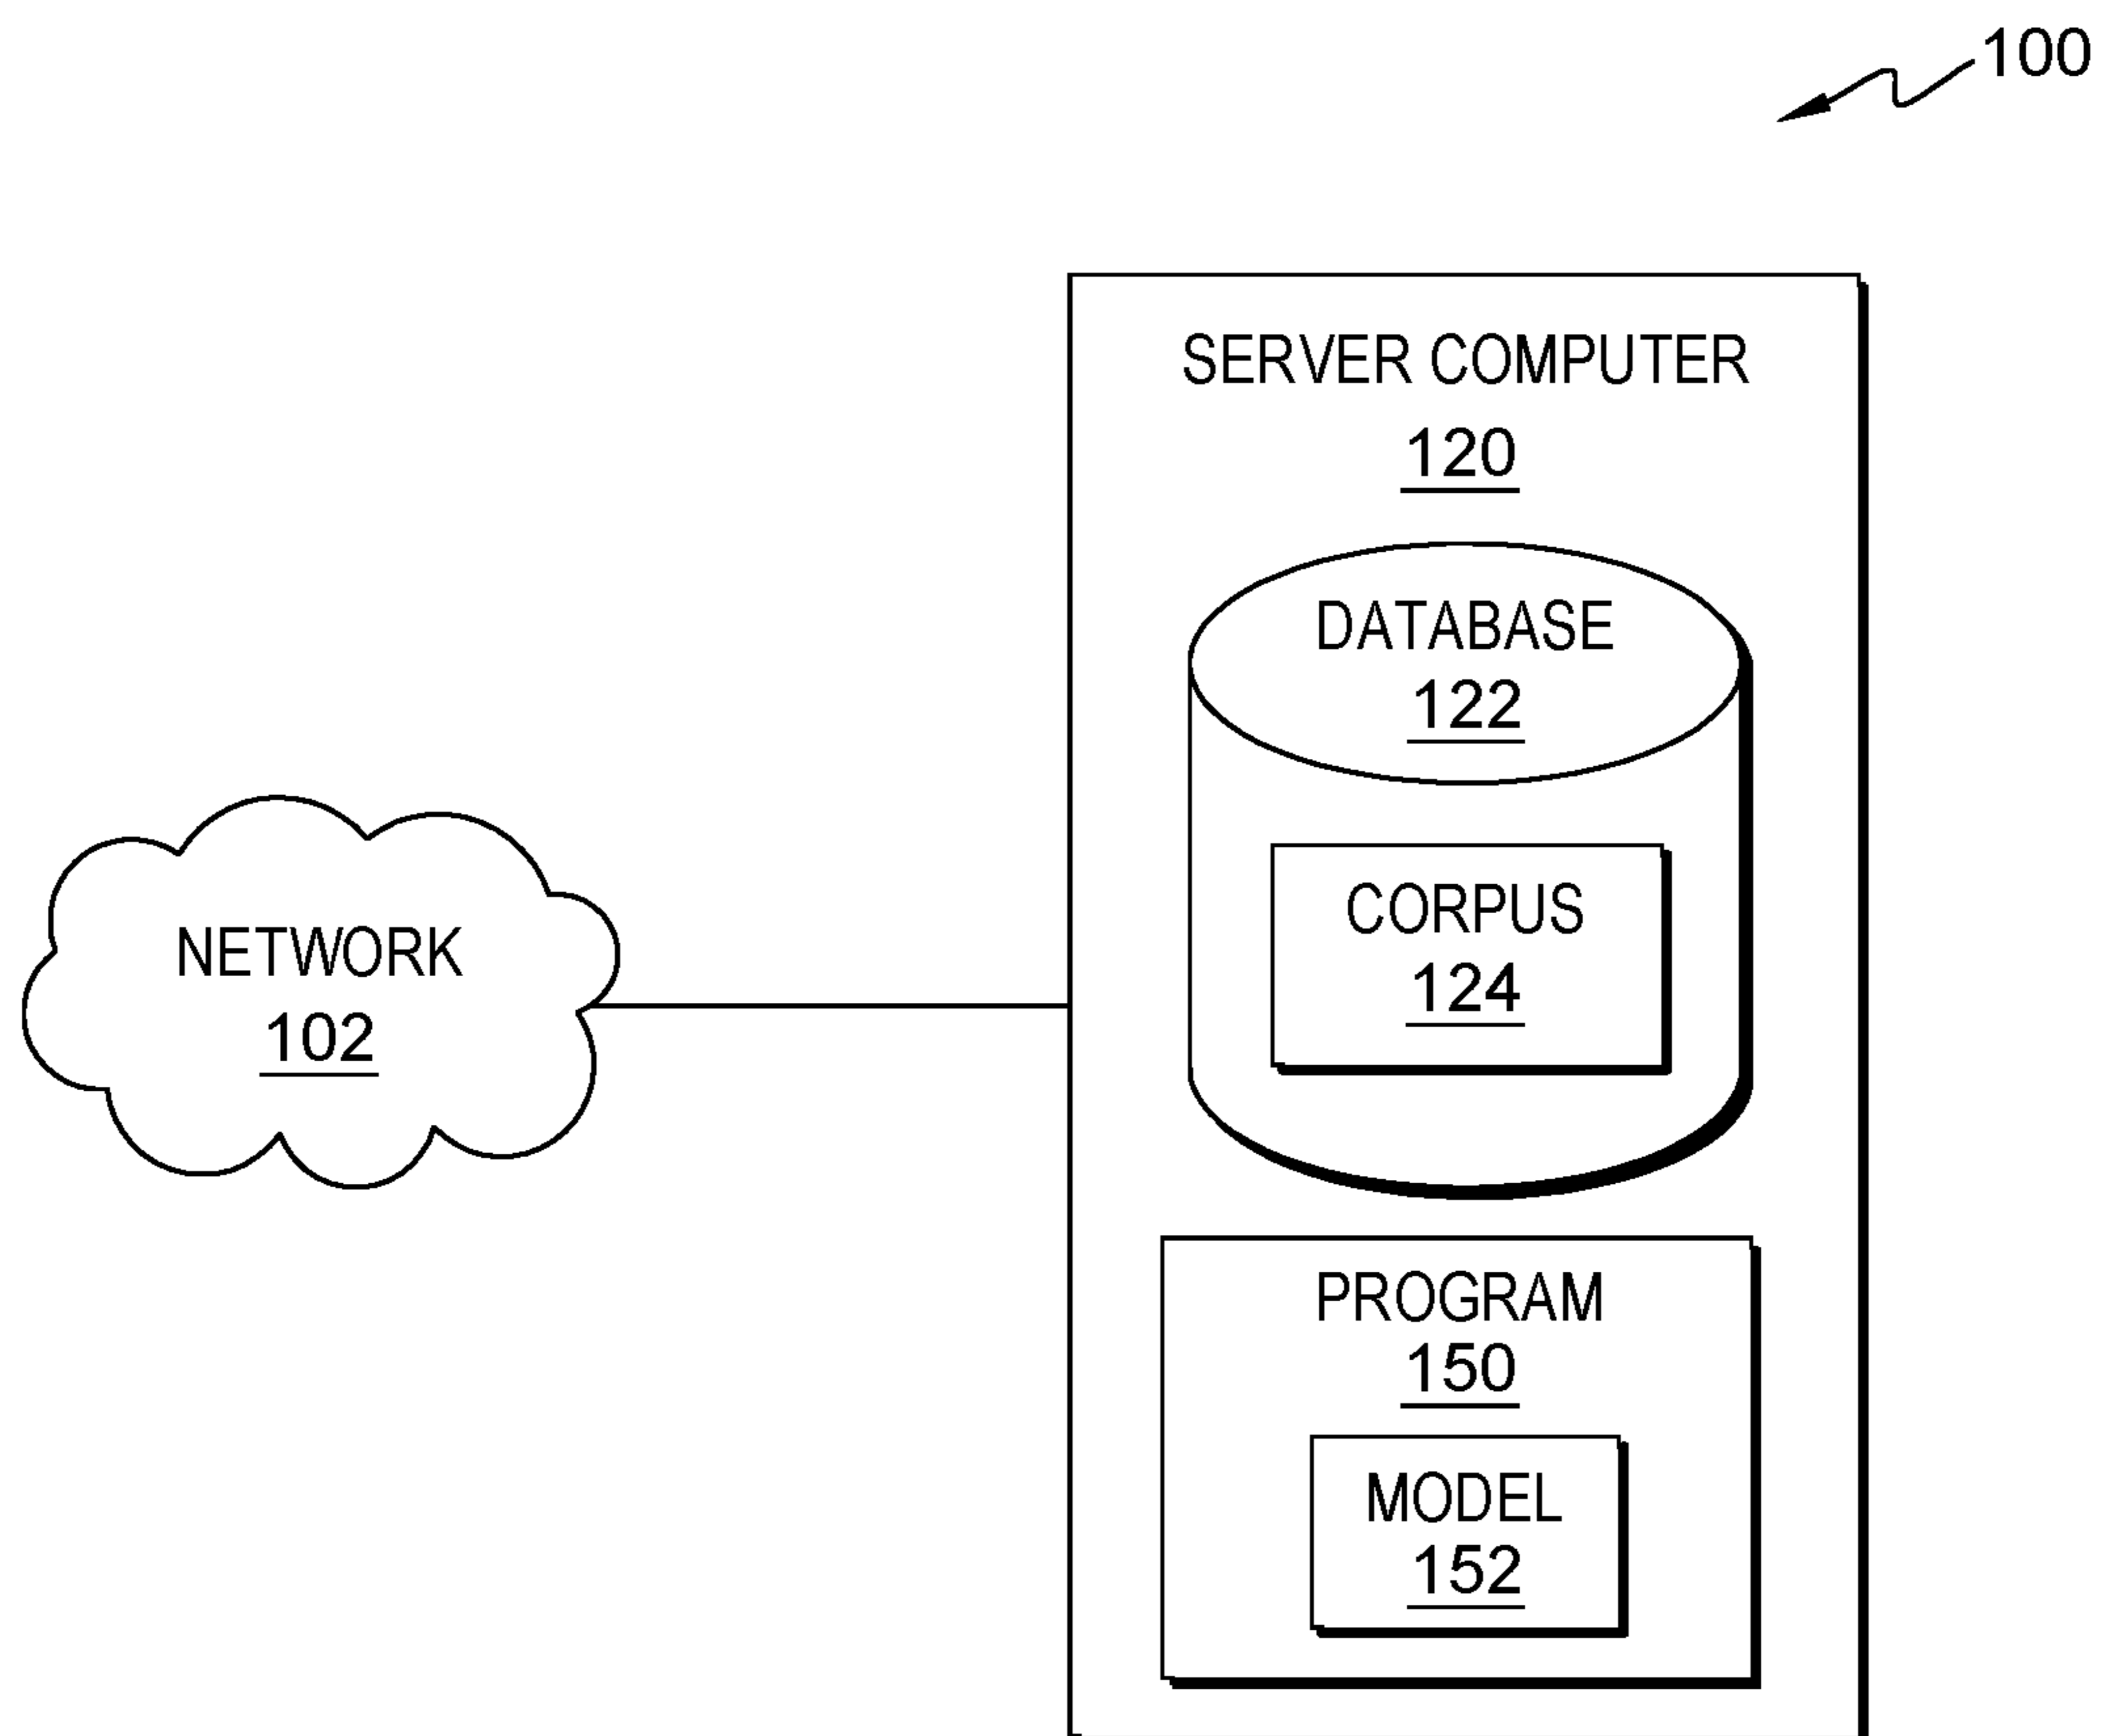 100
SERVER COMPUTER
120
DATABASE
122
CORPUS
124
NETWORK
102
PROGRAM
150
MODEL
152